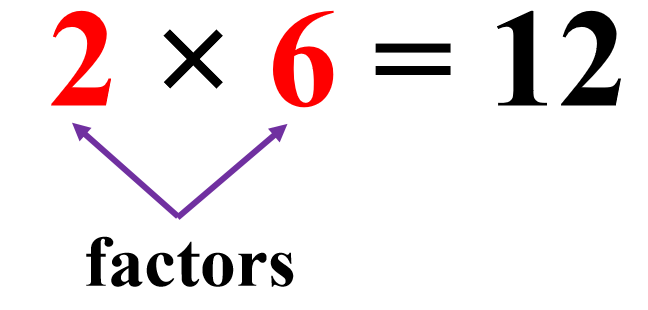 2 × 6 = 12
factors